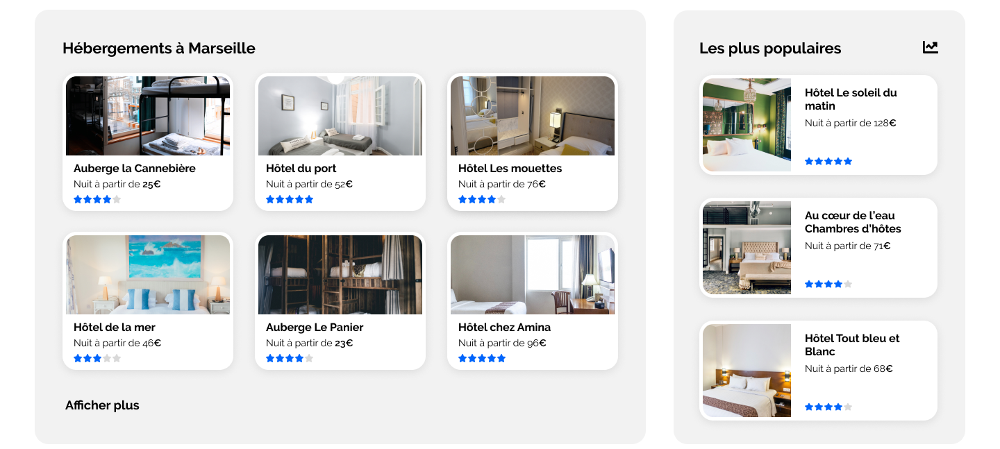 Hébergements à Marseille
Auberge la Cannebière
Nuit à partir de 25€
Hôtel du port
Nuit à partir de 52€
Hôtel Les mouettes
Nuit à partir de 76€
Hôtel de la mer
Nuit à partir de 46€
Auberge Le Panier
Nuit à partir de 23€
Hôtel chez Amina
Nuit à partir de 96€
Afficher plus
Les plus populaires
Hôtel Le soleil du
matin
Nuit à partir de 128€
Au cœur de l’eau
Chambres d’hôtes
Nuit à partir de 71€
Hôtel Tout bleu et
Blanc
Nuit à partir de 68€